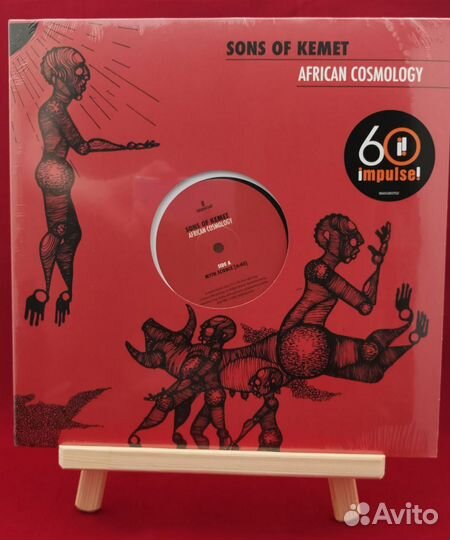 SONS OF KEMET
AFRICAN COSMOLOGY
60
impulse!
SONS OF KEMET
AFRICAN COSMOLOGY
SIDE A
Avito